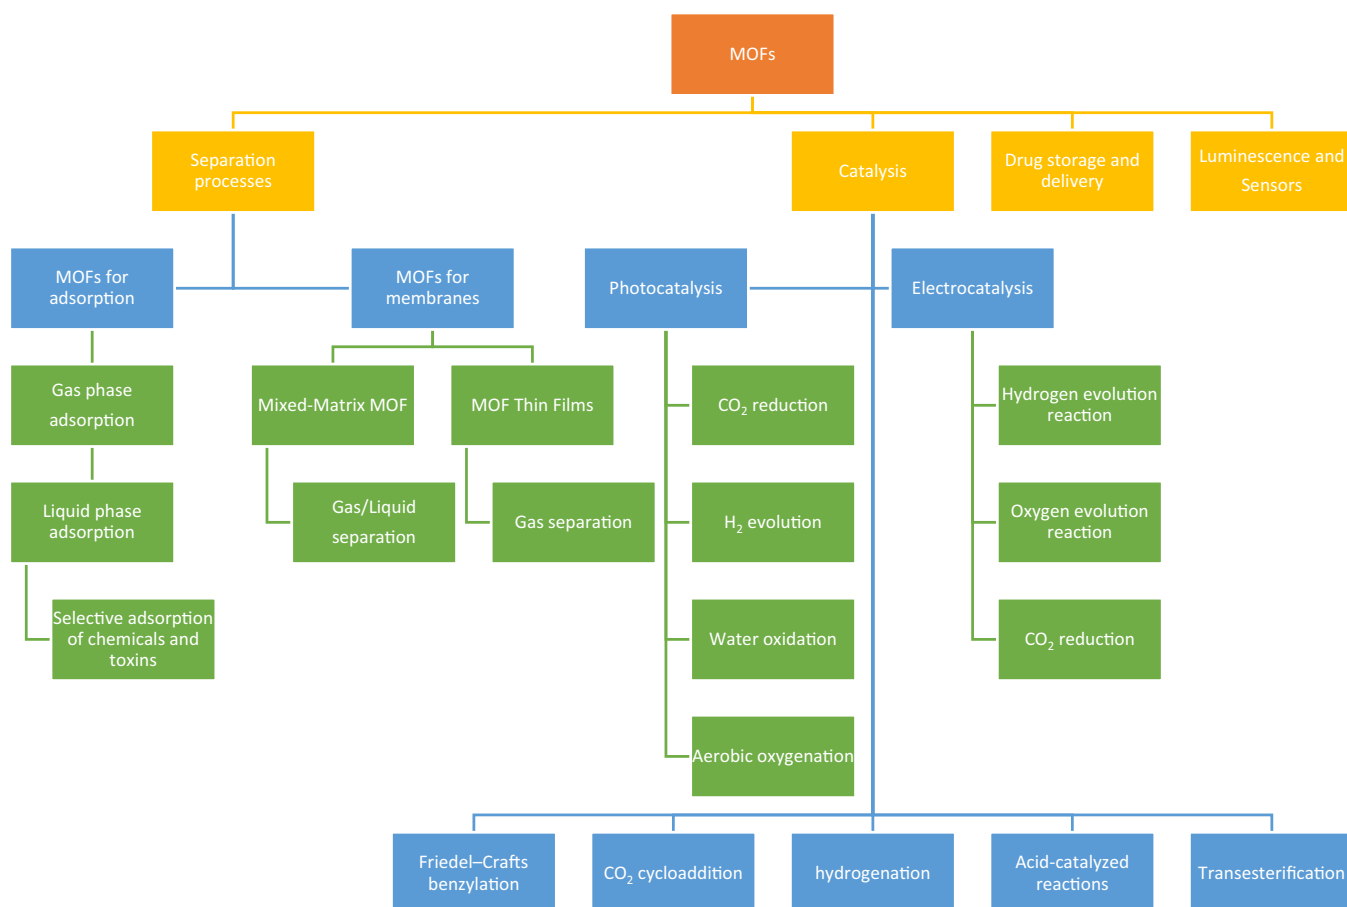 MOFs
Separation
processes
Catalysis
Drug storage and
delivery
Luminescence and
Sensors
MOFs for
adsorption
MOFs for
membranes
Photocatalysis
Electrocatalysis
Gas phase
adsorption
Mixed-Matrix MOF
MOF Thin Films
CO₂ reduction
Hydrogen evolution
reaction
Liquid phase
adsorption
Gas/Liquid
separation
Gas separation
H₂ evolution
Oxygen evolution
reaction
Selective adsorption
of chemicals and
toxins
Water oxidation
CO₂ reduction
Aerobic oxygenation
Friedel–Crafts
benzylation
CO₂ cycloaddition
hydrogenation
Acid-catalyzed
reactions
Transesterification